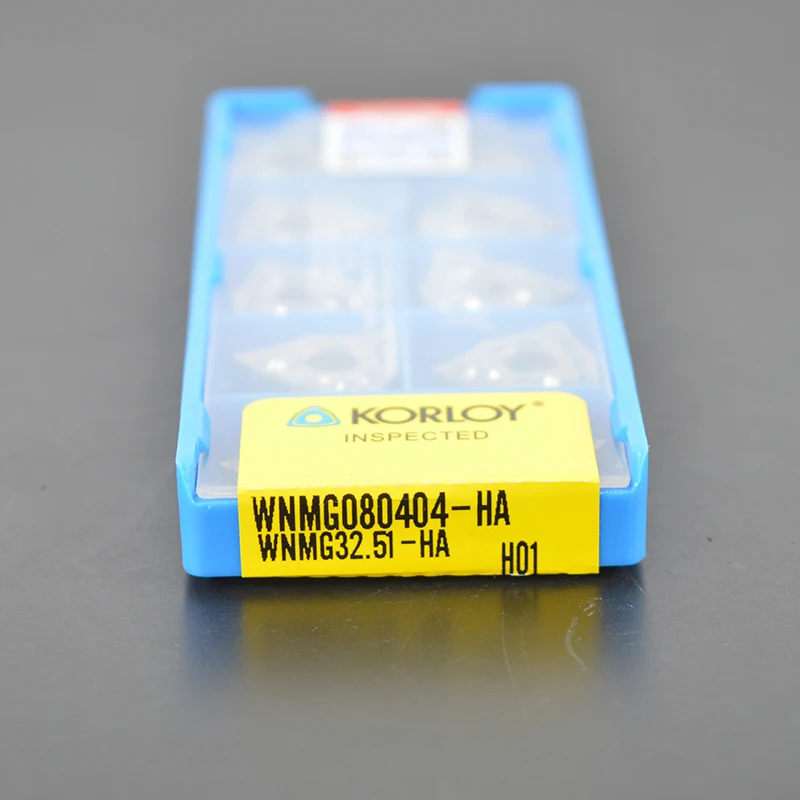 KORLOY®
INSPECTED
WNMG080404-HA
WNMG32.51-HA
H01